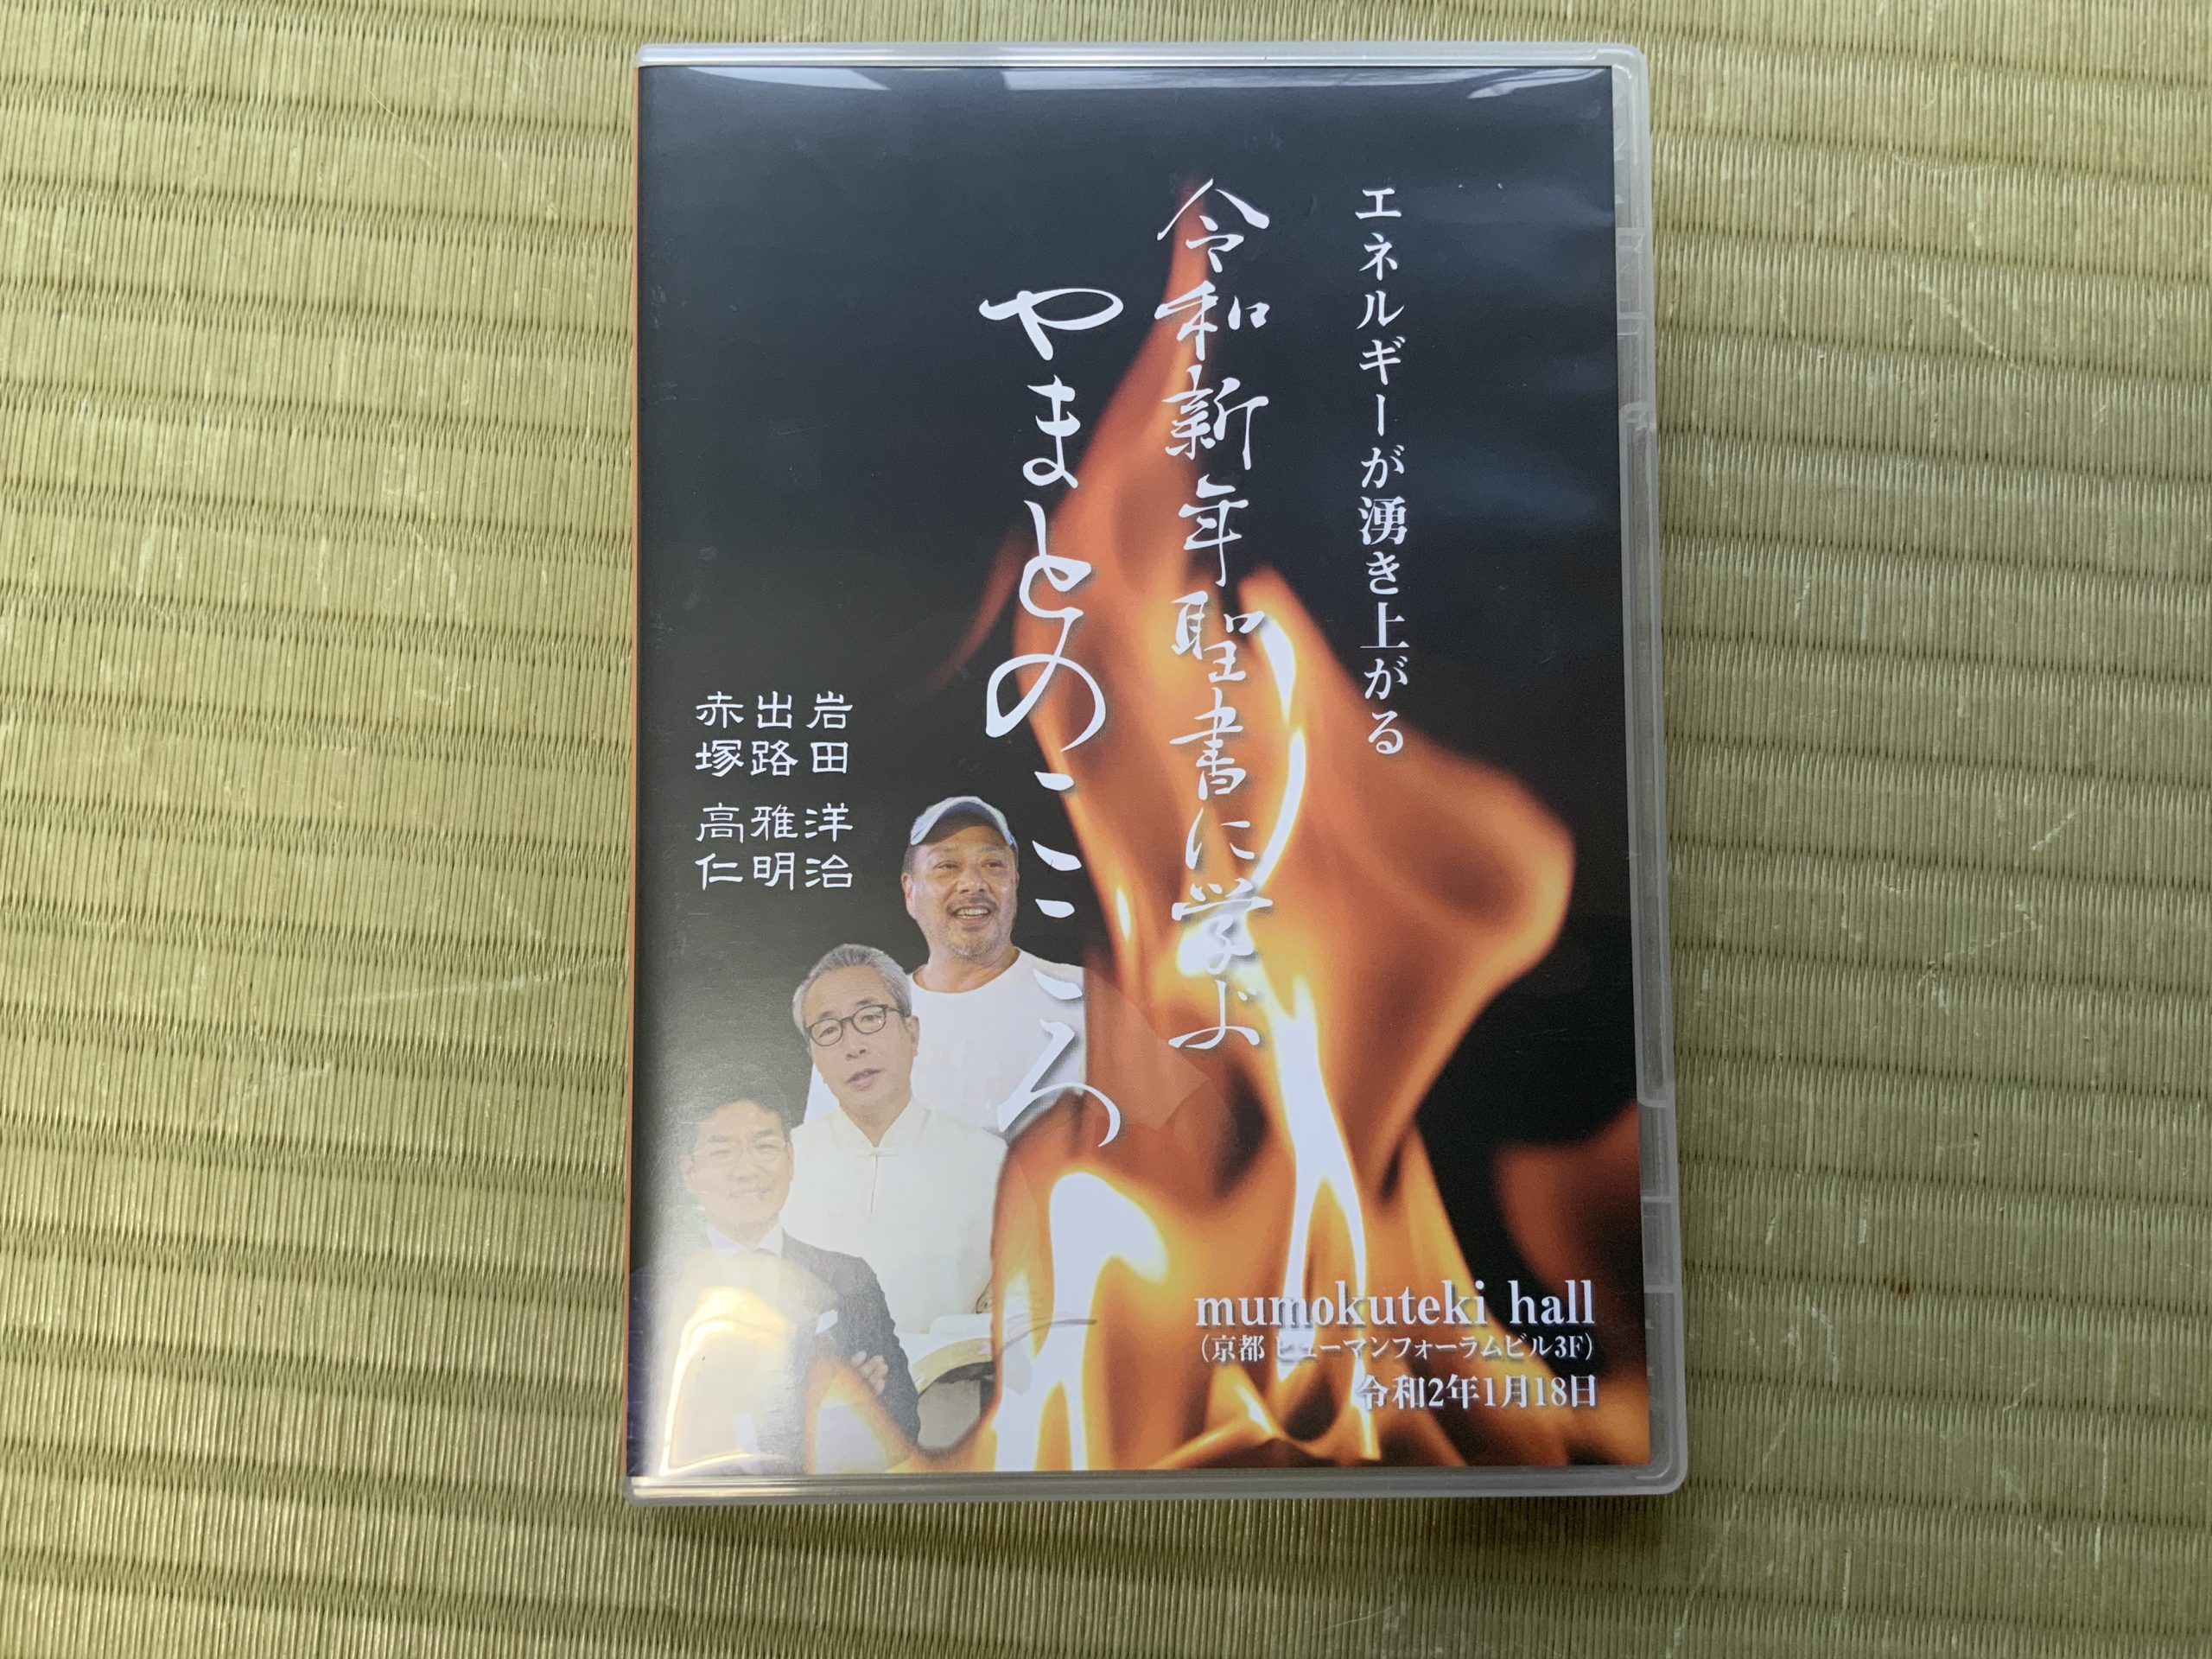 エネルギーが湧き上がる
令和新年聖書に学ぶ
やまとのこころ
岩田 洋治
出路 雅明
赤塚 高仁
mumokuteki hall
(京都 ヒューマンフォーラムビル3F)
令和2年1月18日